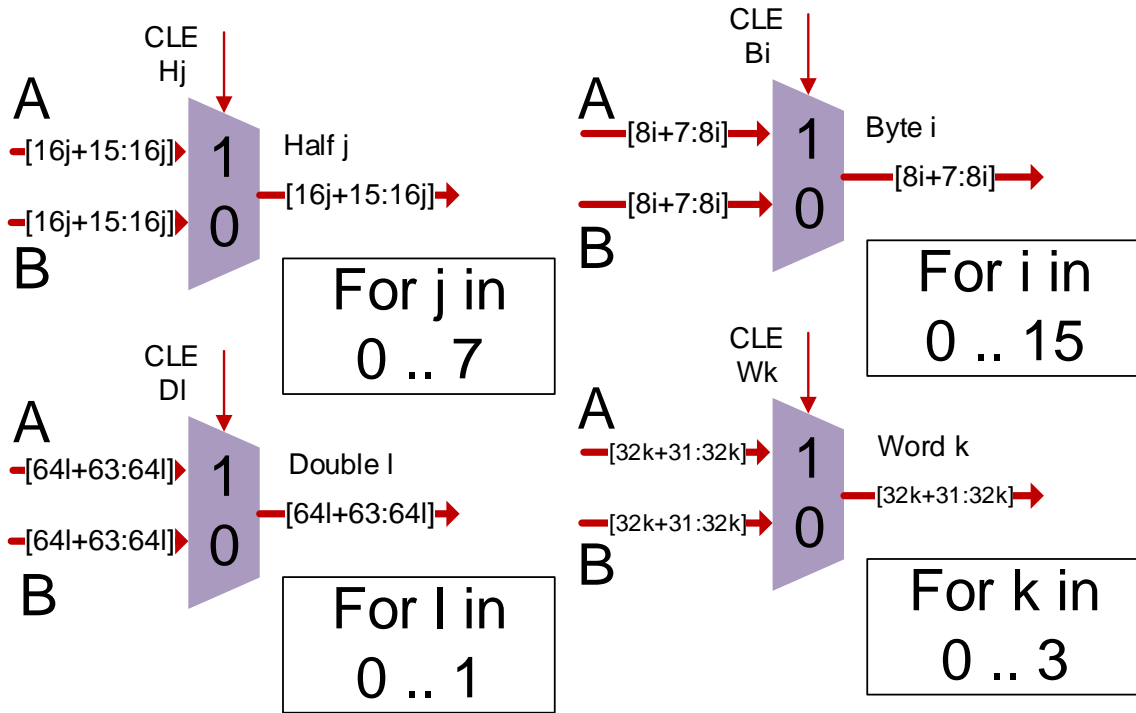 CLE
Hj
A
[16j+15:16j]
1
Half j
[16j+15:16j]
[16j+15:16j]
0
B
For j in
0 .. 7
CLE
Bi
A
[8i+7:8i]
1
Byte i
[8i+7:8i]
[8i+7:8i]
0
B
For i in
0 .. 15
CLE
Dl
A
[64l+63:64l]
1
Double l
[64l+63:64l]
[64l+63:64l]
0
B
For l in
0 .. 1
CLE
Wk
A
[32k+31:32k]
1
Word k
[32k+31:32k]
[32k+31:32k]
0
B
For k in
0 .. 3